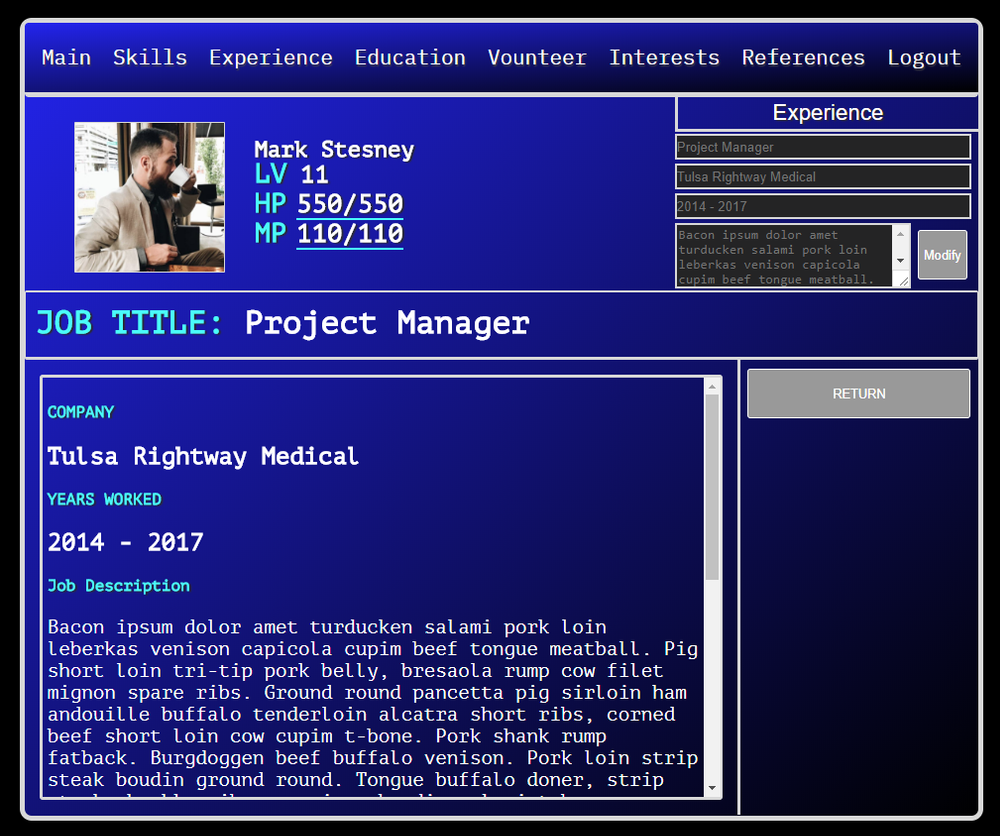 Main Skills Experience Education Vounteer Interests References Logout
Experience
Project Manager
Tulsa Rightway Medical
2014 - 2017
Bacon ipsum dolor amet
turducken salami pork loin
leberkas venison capicola
cupim beef tongue meatball.
Modify
Mark Stesney
LV 11
HP 550/550
MP 110/110
JOB TITLE: Project Manager
COMPANY
Tulsa Rightway Medical
YEARS WORKED
2014 - 2017
Job Description
Bacon ipsum dolor amet turducken salami pork loin
leberkas venison capicola cupim beef tongue meatball. Pig
short loin tri-tip pork belly, bresaola rump cow filet
mignon spare ribs. Ground round pancetta pig sirloin ham
andouille buffalo tenderloin alcatra short ribs, corned
beef short loin cow cupim t-bone. Pork shank rump
fatback. Burgdoggen beef buffalo venison. Pork loin strip
steak boudin ground round. Tongue buffalo doner, strip
RETURN